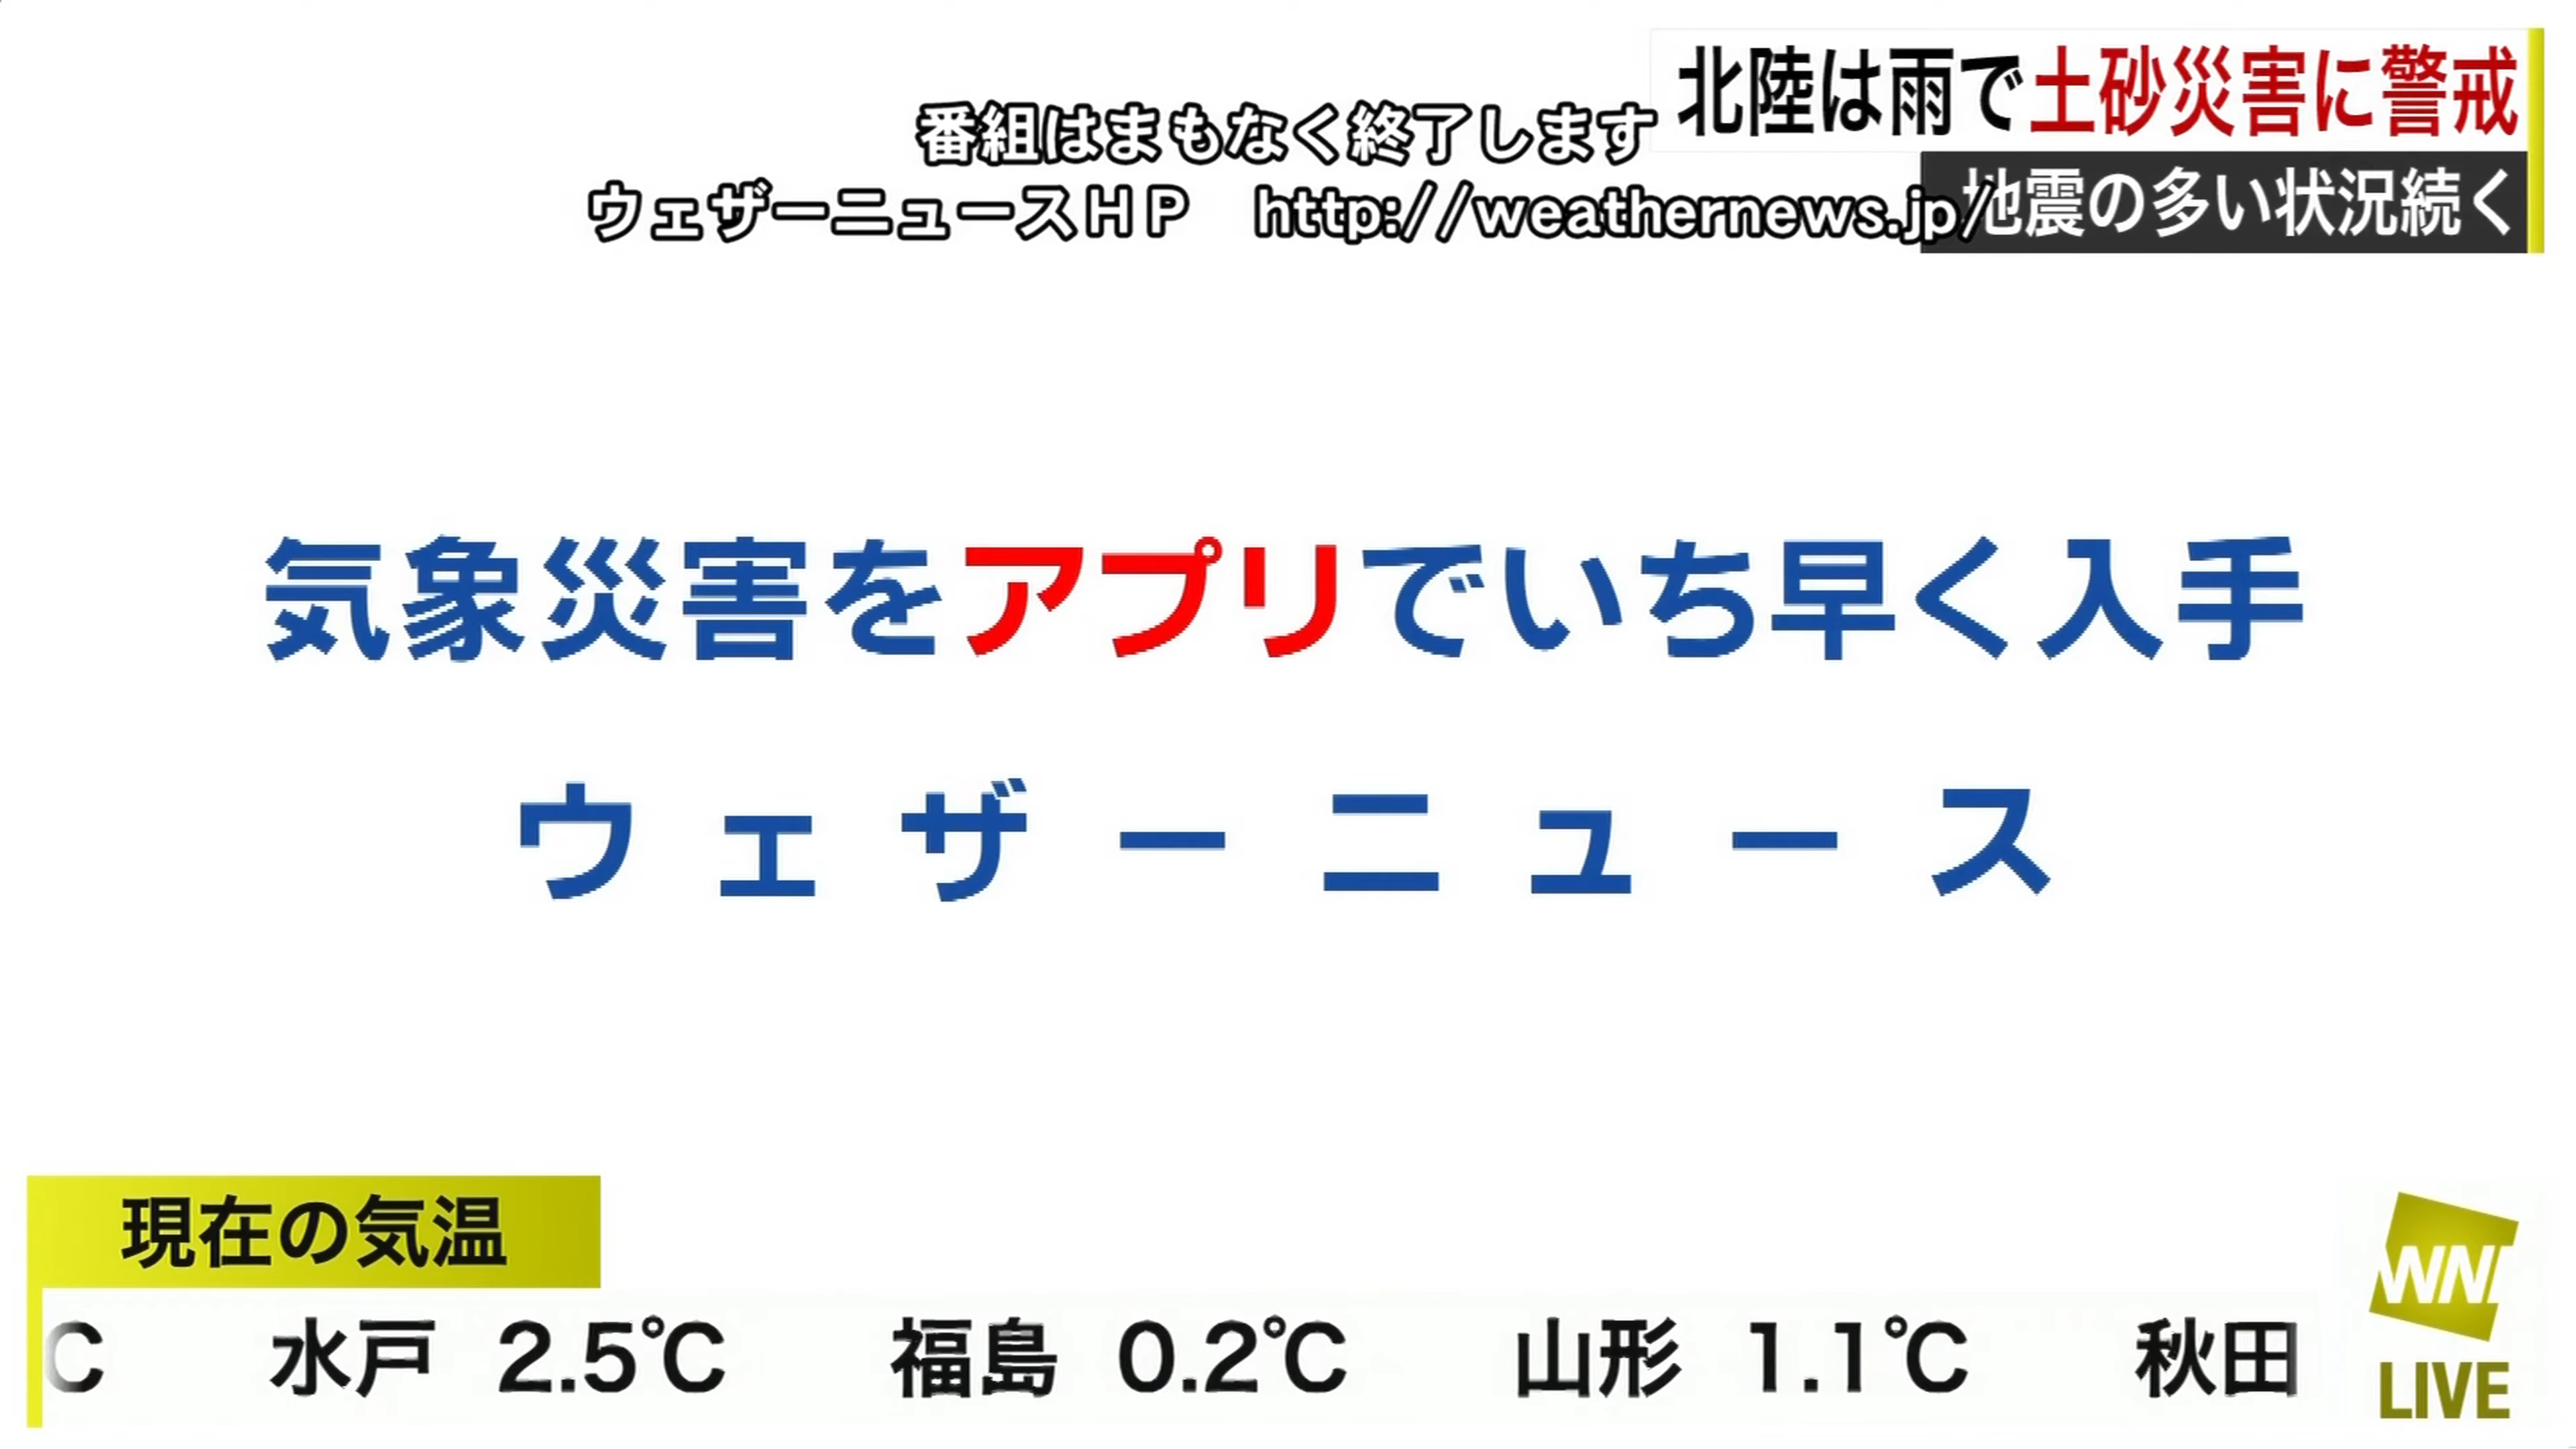 北陸は雨で土砂災害に警戒
番組はまもなく終了します
ウェザーニュースHP　http://weathernews.jp/
地震の多い状況続く
気象災害をアプリでいち早く入手
ウェザーニュース
現在の気温
C　水戸 2.5℃　福島 0.2℃　山形 1.1℃　秋田
WNI
LIVE